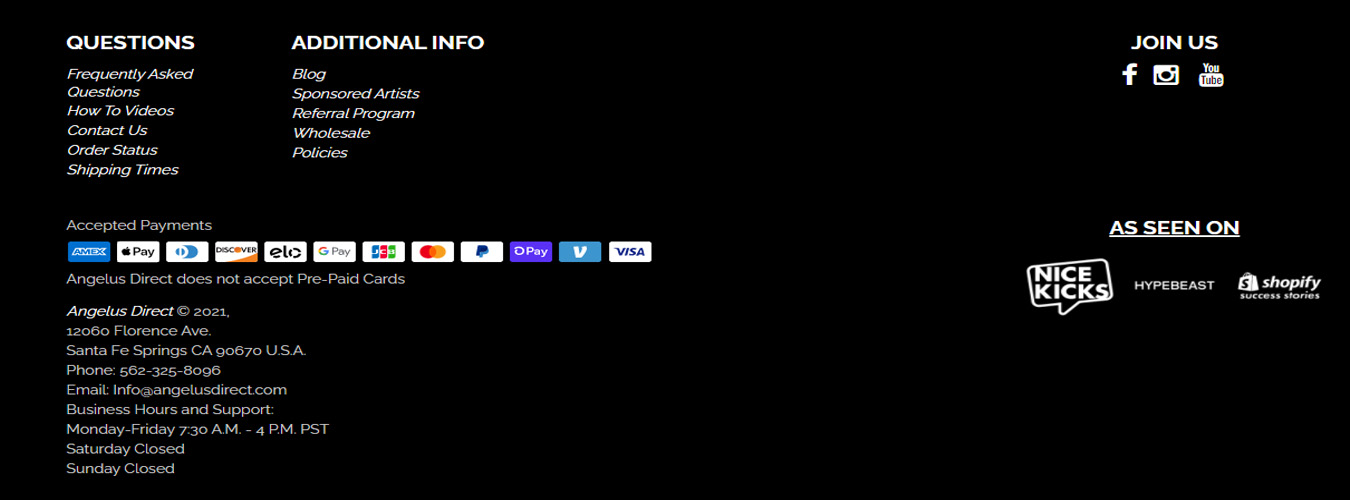 QUESTIONS
Frequently Asked
Questions
How To Videos
Contact Us
Order Status
Shipping Times
ADDITIONAL INFO
Blog
Sponsored Artists
Referral Program
Wholesale
Policies
JOIN US
You
Tube
Accepted Payments
AMEX Pay DISCOVER elo G Pay JCB Pay VISA
Angelus Direct does not accept Pre-Paid Cards
Angelus Direct © 2021,
12060 Florence Ave.
Santa Fe Springs CA 90670 U.S.A.
Phone: 562-325-8096
Email: Info@angelusdirect.com
Business Hours and Support:
Monday-Friday 7:30 A.M. - 4 P.M. PST
Saturday Closed
Sunday Closed
AS SEEN ON
NICE
KICKS
HYPEBEAST
shopify
success stories